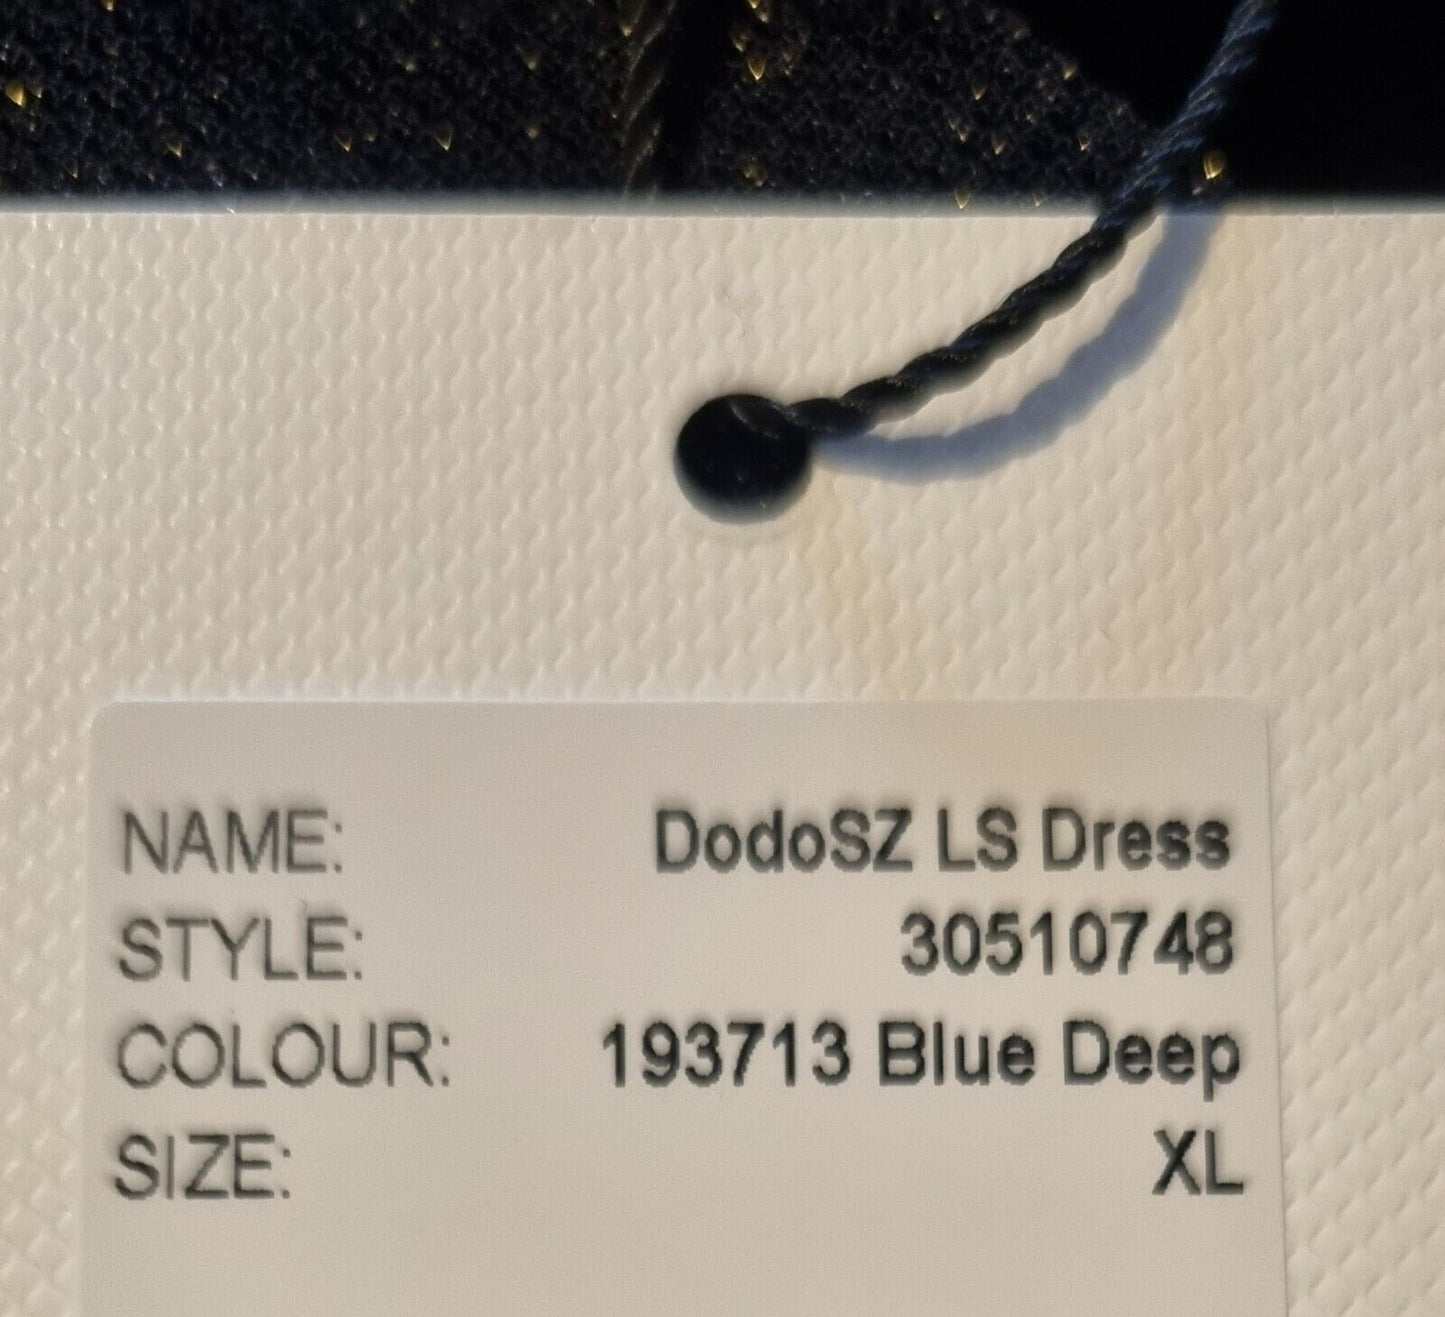 NAME: DodoSZ LS Dress
STYLE: 30510748
COLOUR: 193713 Blue Deep
SIZE: XL